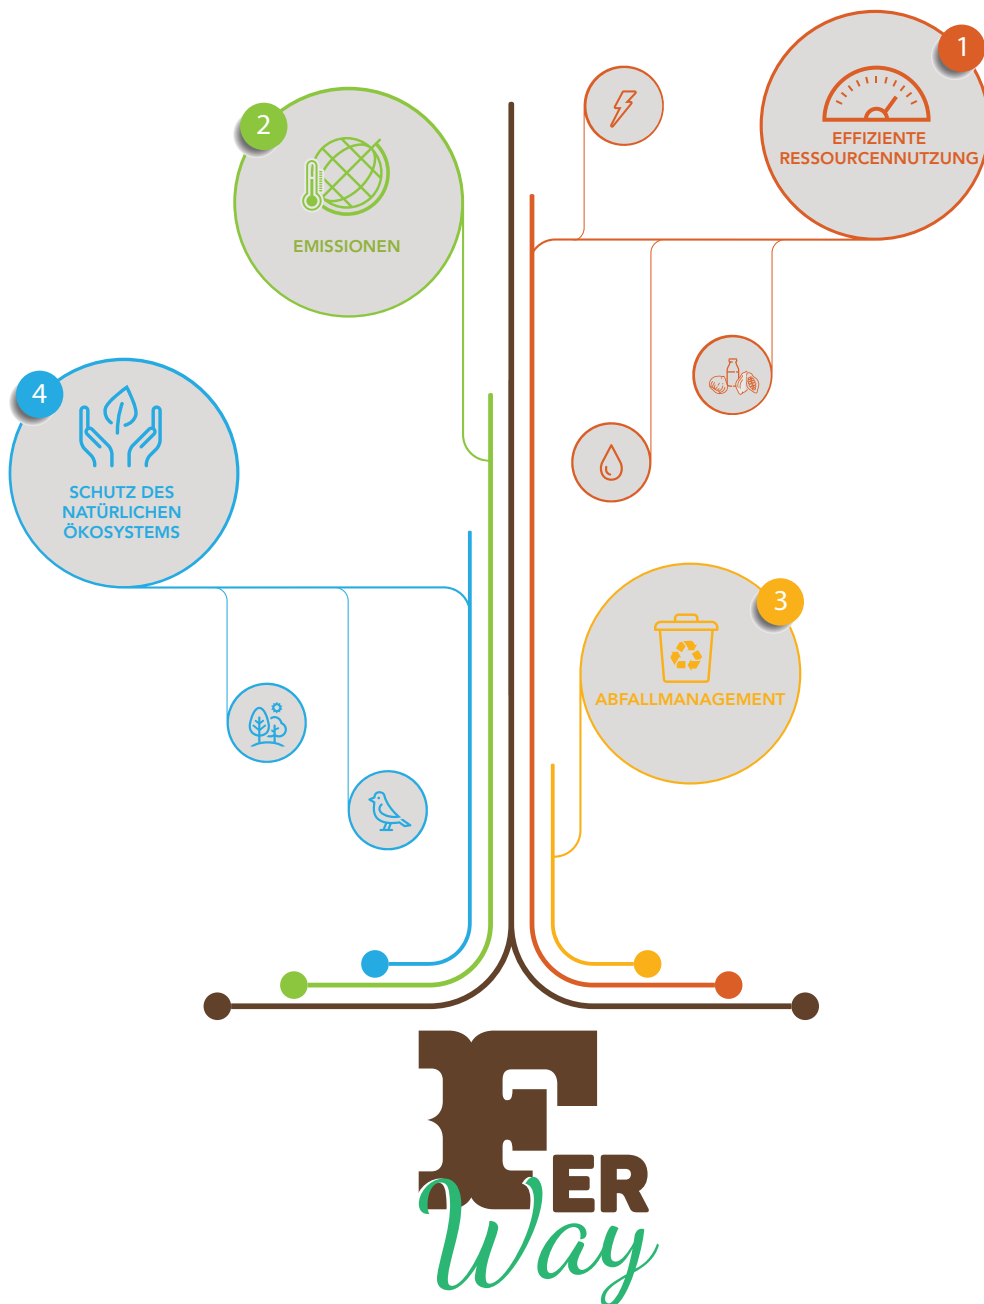 1
EFFIZIENTE
RESSOURCENNUTZUNG
2
EMISSIONEN
4
SCHUTZ DES
NATÜRLICHEN
ÖKOSYSTEMS
3
ABFALLMANAGEMENT
FER
Way